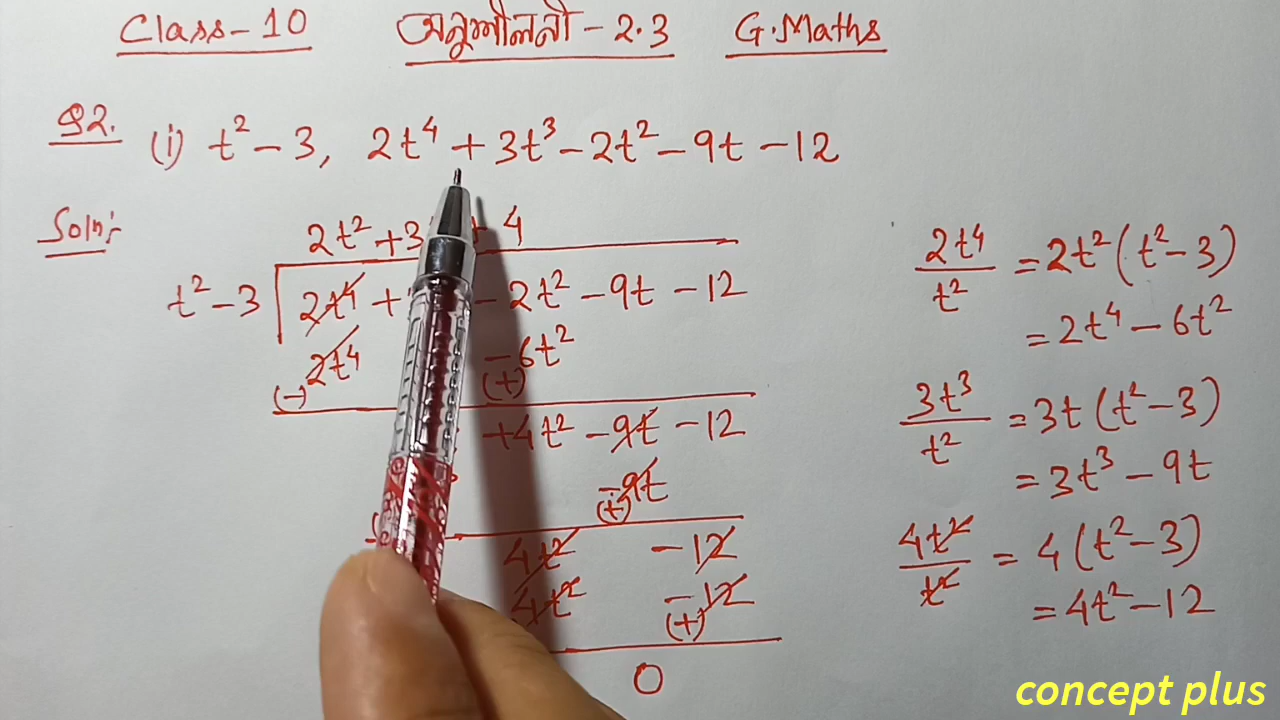 Class-10 অনুশীলনী - 2.3 G.Maths
Q2. (i) t² - 3, 2t⁴ + 3t³ - 2t² - 9t - 12
Soln:
2t² + 3 + 4
t² - 3 2t⁴ + - 2t² - 9t - 12
2t⁴ - 6t²
(-) (+)
+4t² - 9t - 12
- 9t
(+)
4t² - 12
4t² - 12
(+)
0
2t⁴/t² = 2t² (t² - 3)
= 2t⁴ - 6t²
3t³/t² = 3t (t² - 3)
= 3t³ - 9t
4t²/t² = 4 (t² - 3)
= 4t² - 12
concept plus